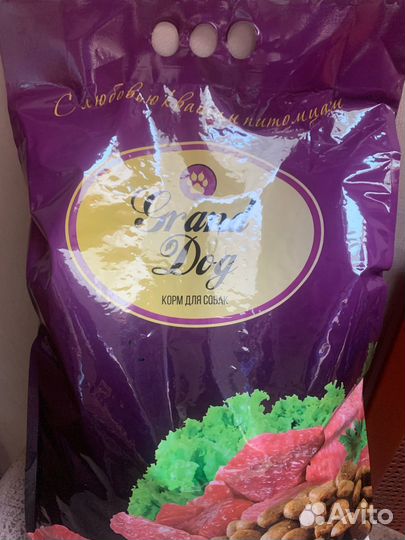 С любовью к вашим питомцам
Grand
Dog
КОРМ ДЛЯ СОБАК
Avito